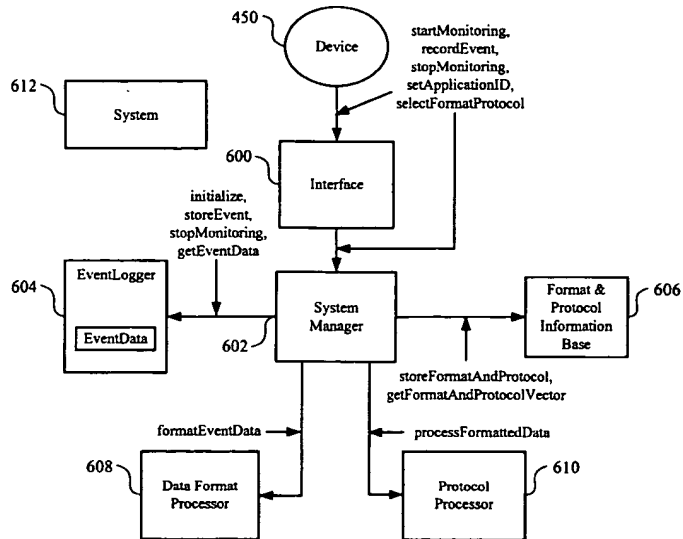 450
Device
startMonitoring,
recordEvent,
stopMonitoring,
setApplicationID,
selectFormatProtocol
612
System
600
Interface
initialize,
storeEvent,
stopMonitoring,
getEventData
604
EventLogger
EventData
602
System
Manager
Format &
Protocol
Information
Base
606
storeFormatAndProtocol,
getFormatAndProtocolVector
formatEventData
processFormattedData
608
Data Format
Processor
Protocol
Processor
610